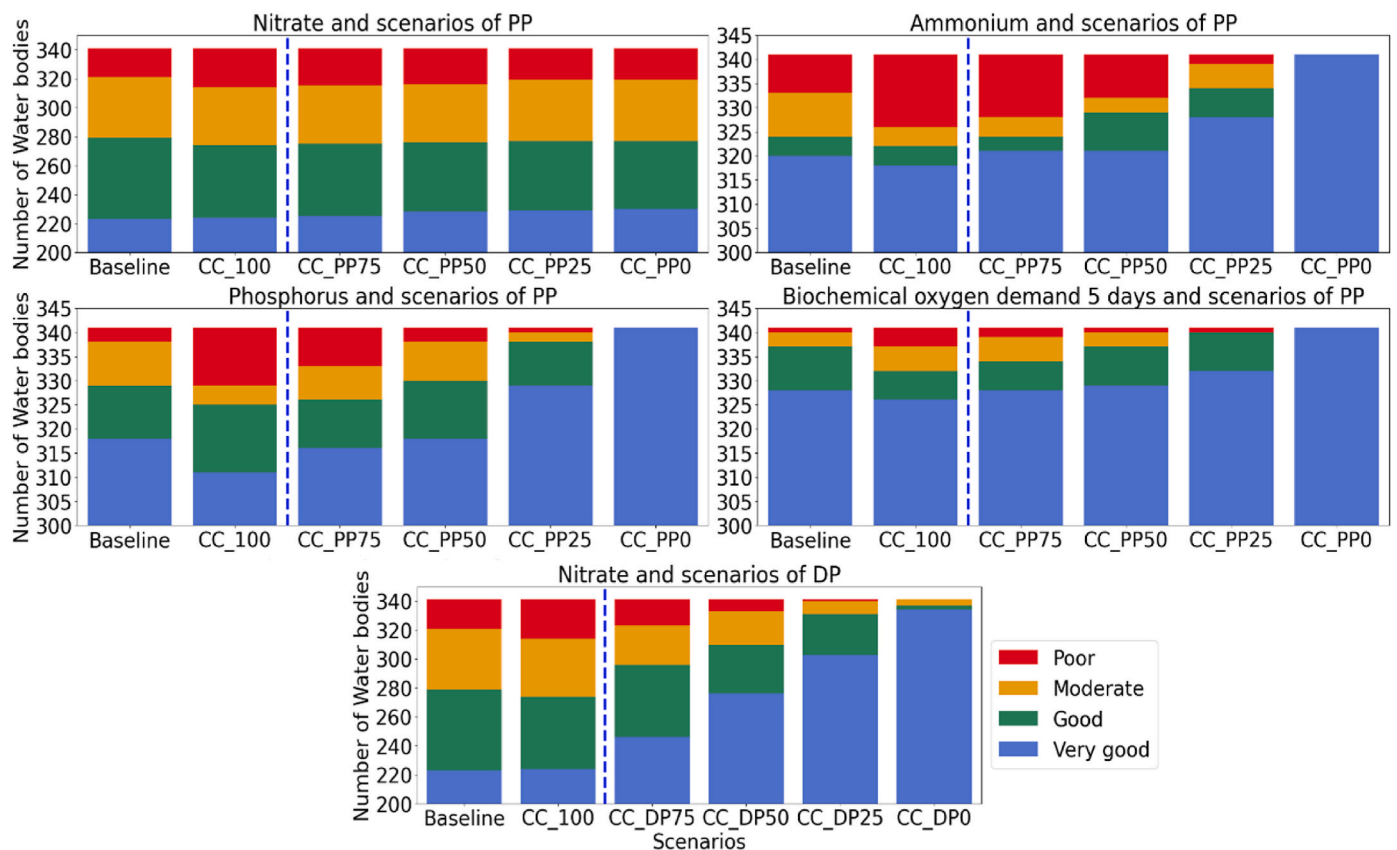 Nitrate and scenarios of PP
Number of Water bodies
340
320
300
280
260
240
220
200
Baseline CC_100 CC_PP75 CC_PP50 CC_PP25 CC_PP0
Ammonium and scenarios of PP
345
340
335
330
325
320
315
310
305
300
Baseline CC_100 CC_PP75 CC_PP50 CC_PP25 CC_PP0
Phosphorus and scenarios of PP
Number of Water bodies
345
340
335
330
325
320
315
310
305
300
Baseline CC_100 CC_PP75 CC_PP50 CC_PP25 CC_PP0
Biochemical oxygen demand 5 days and scenarios of PP
345
340
335
330
325
320
315
310
305
300
Baseline CC_100 CC_PP75 CC_PP50 CC_PP25 CC_PP0
Nitrate and scenarios of DP
Number of Water bodies
340
320
300
280
260
240
220
200
Baseline CC_100 CC_DP75 CC_DP50 CC_DP25 CC_DP0
Scenarios
Poor
Moderate
Good
Very good